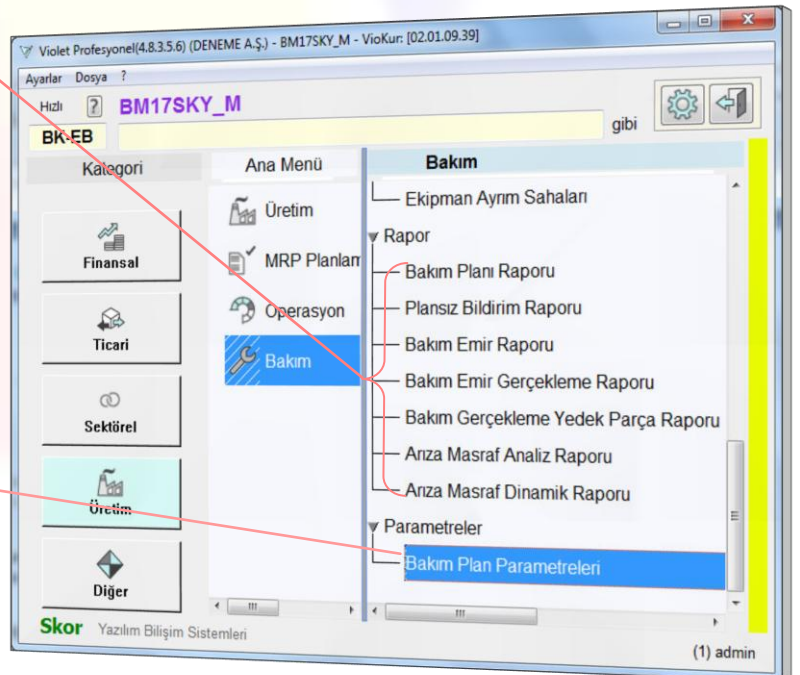 Violet Profesyonel(4.8.3.5.6) (DENEME A.Ş.) - BM17SKY_M - VioKur: [02.01.09.39]
Ayarlar Dosya ?
Hızlı ? BM17SKY_M
BK-EB gibi
Kategori
Finansal
Ticari
Sektörel
Üretim
Diğer
Ana Menü
Üretim
MRP Planlam
Operasyon
Bakım
Bakım
Ekipman Ayrım Sahaları
Rapor
Bakım Planı Raporu
Plansız Bildirim Raporu
Bakım Emir Raporu
Bakım Emir Gerçekleme Raporu
Bakım Gerçekleme Yedek Parça Raporu
Arıza Masraf Analiz Raporu
Arıza Masraf Dinamik Raporu
Parametreler
Bakım Plan Parametreleri
Skor Yazılım Bilişim Sistemleri
(1) admin